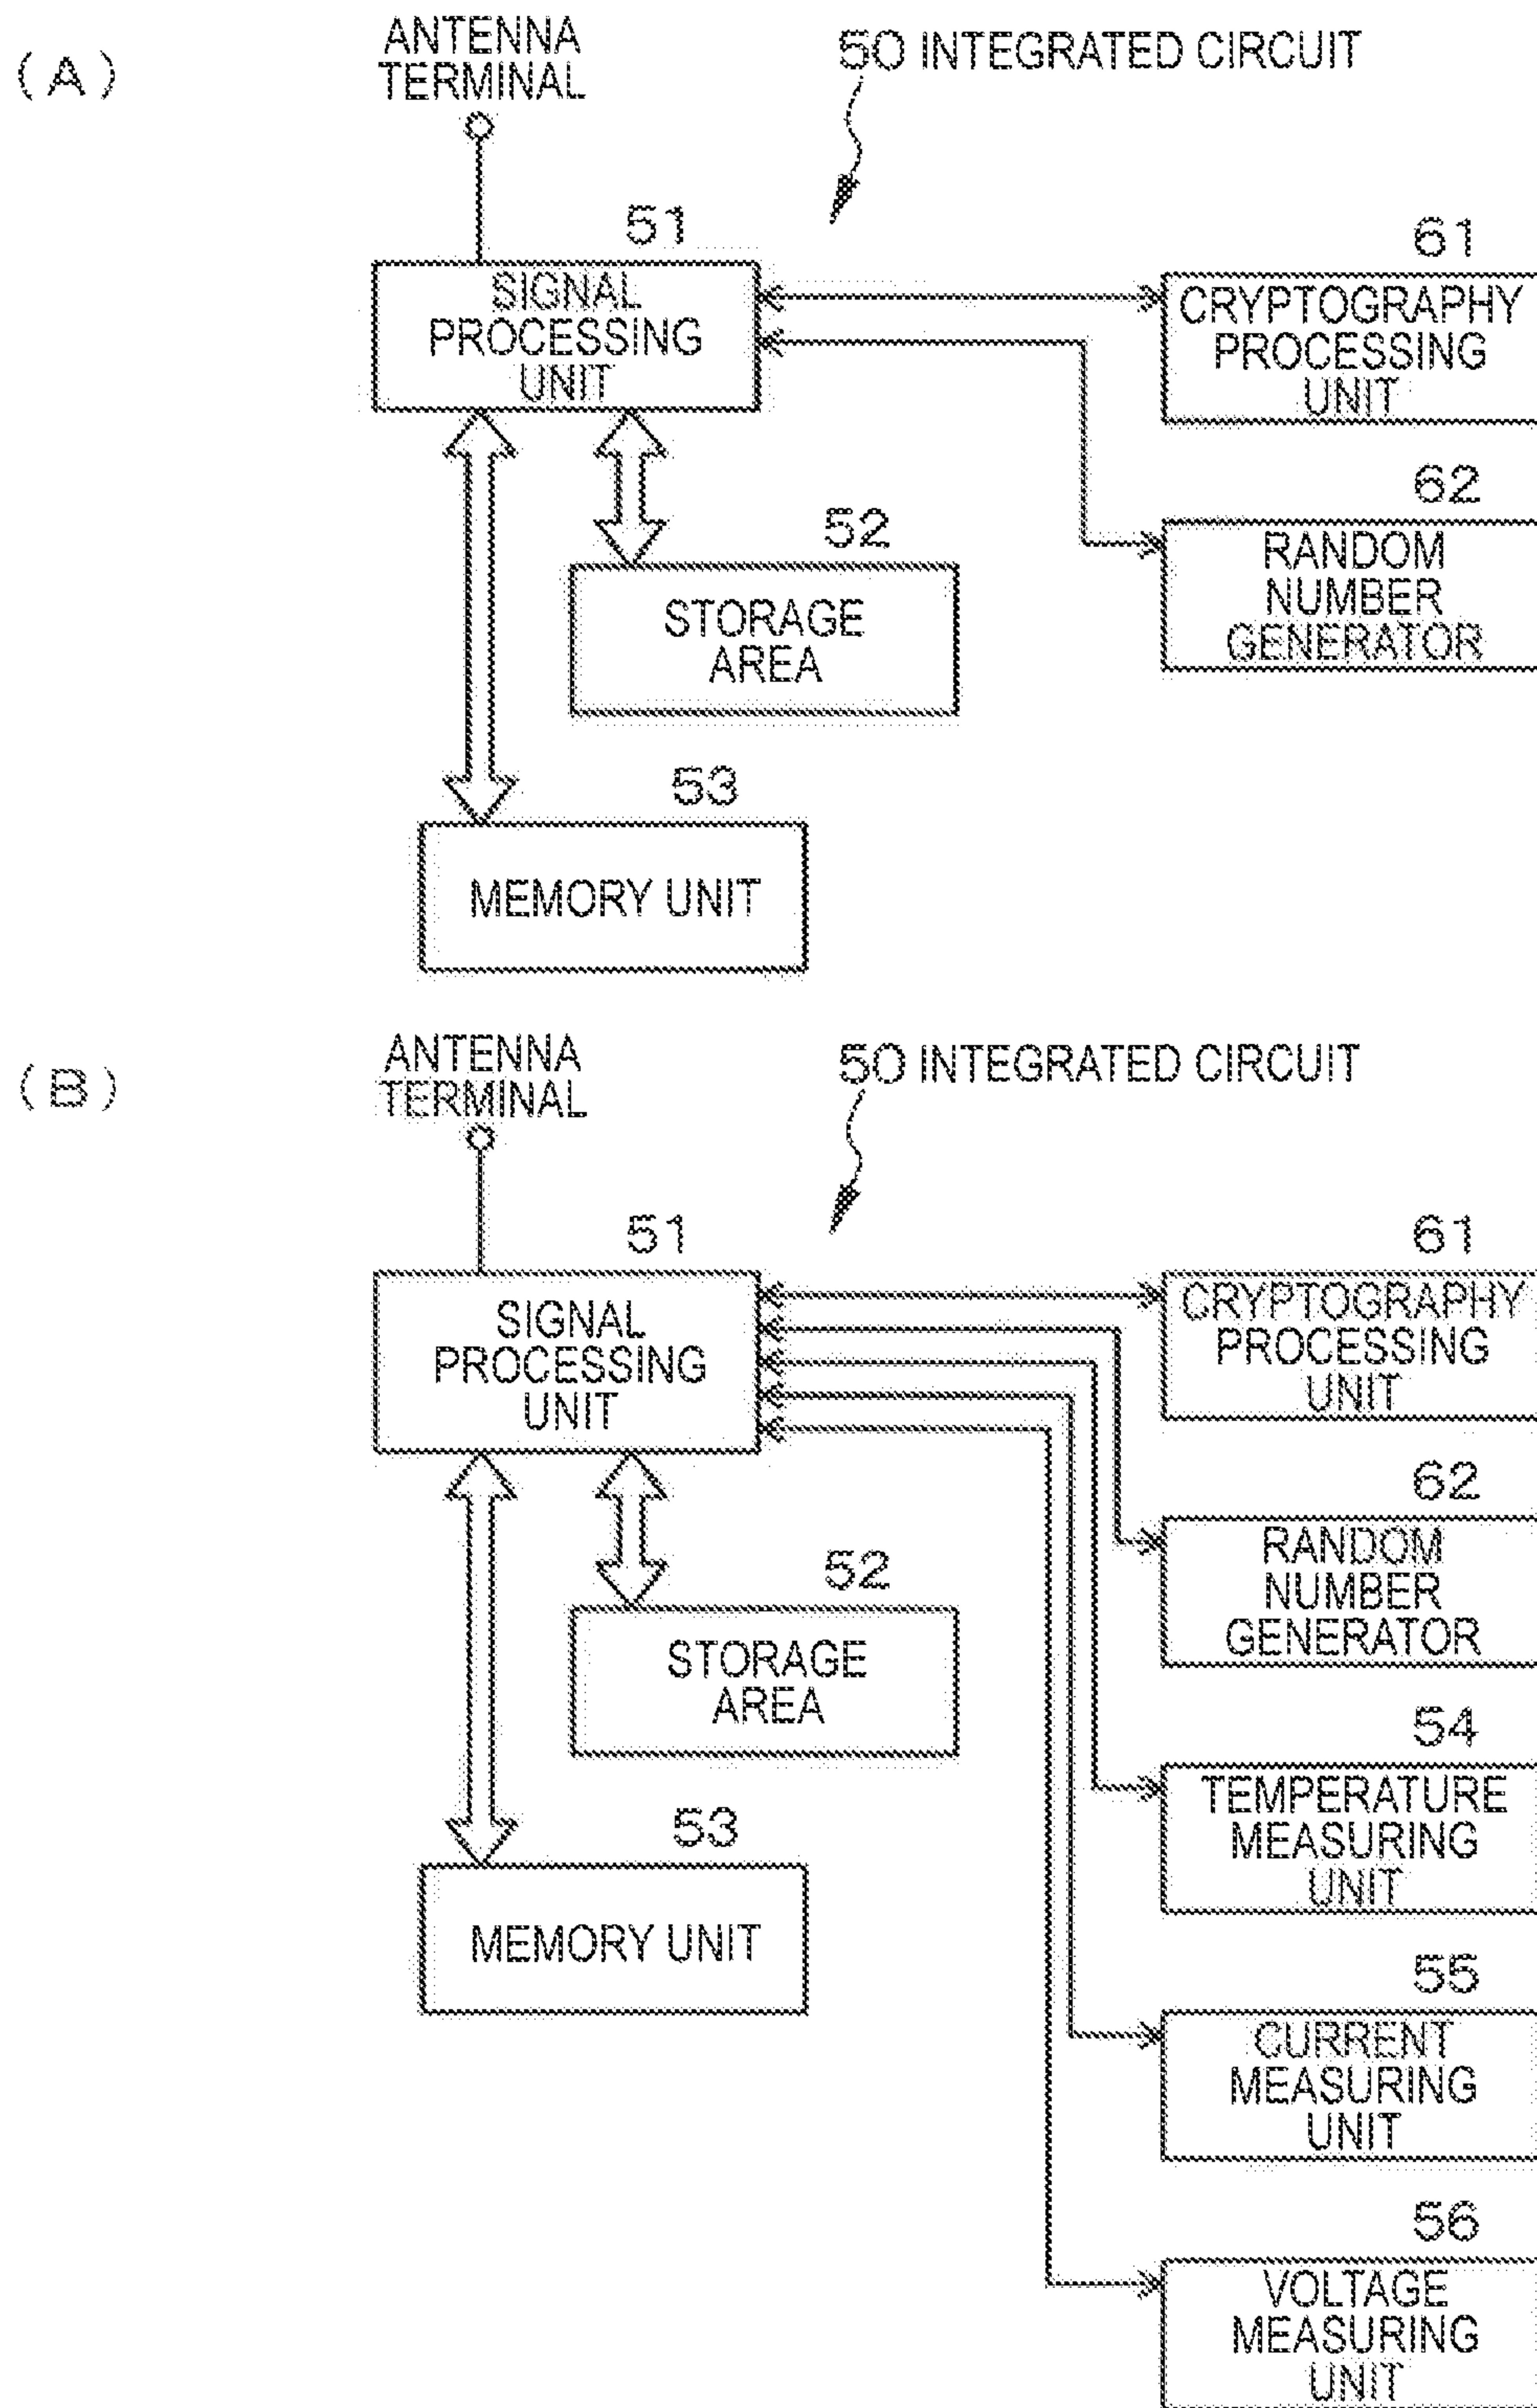 (A)
ANTENNA
TERMINAL
50 INTEGRATED CIRCUIT
51
SIGNAL
PROCESSING
UNIT
61
CRYPTOGRAPHY
PROCESSING
UNIT
62
RANDOM
NUMBER
GENERATOR
52
STORAGE
AREA
53
MEMORY UNIT
(B)
ANTENNA
TERMINAL
50 INTEGRATED CIRCUIT
51
SIGNAL
PROCESSING
UNIT
61
CRYPTOGRAPHY
PROCESSING
UNIT
62
RANDOM
NUMBER
GENERATOR
52
STORAGE
AREA
54
TEMPERATURE
MEASURING
UNIT
53
MEMORY UNIT
55
CURRENT
MEASURING
UNIT
56
VOLTAGE
MEASURING
UNIT